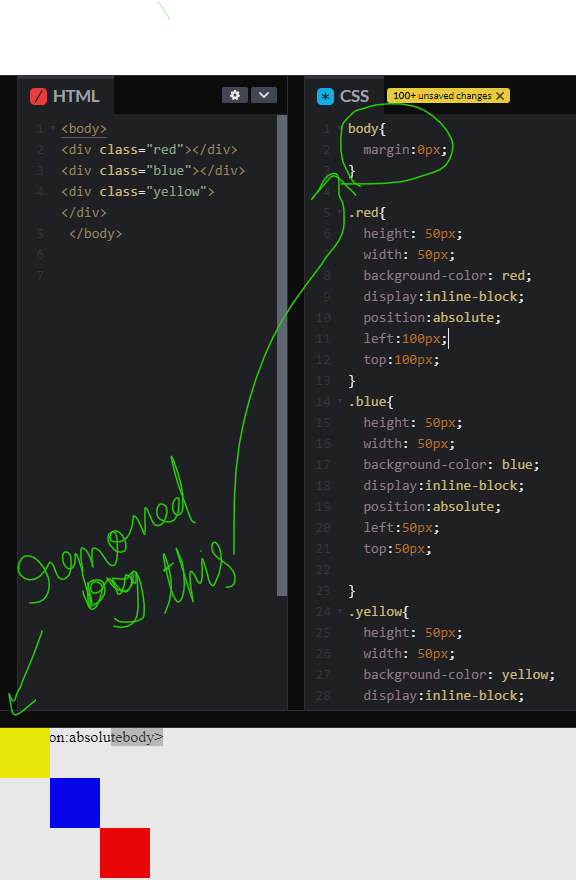 HTML
1 <body>
2 <div class="red"></div>
3 <div class="blue"></div>
4 <div class="yellow">
</div>
5 </body>
6
7
CSS
100+ unsaved changes X
1 body{
2 margin:0px;
3 }
4
5 .red{
6 height: 50px;
7 width: 50px;
8 background-color: red;
9 display:inline-block;
10 position:absolute;
11 left:100px;
12 top:100px;
13 }
14 .blue{
15 height: 50px;
16 width: 50px;
17 background-color: blue;
18 display:inline-block;
19 position:absolute;
20 left:50px;
21 top:50px;
22
23 }
24 .yellow{
25 height: 50px;
26 width: 50px;
27 background-color: yellow;
28 display:inline-block;
removed
by this
on:absolutebody>